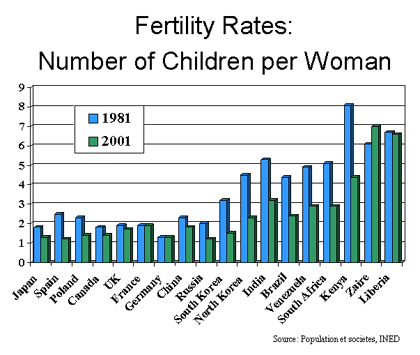 Fertility Rates:
Number of Children per Woman
9
8
7
6
5
4
3
2
1
0
1981
2001
Japan
Spain
Poland
Canada
UK
France
Germany
China
Russia
South Korea
North Korea
India
Brazil
Venezuela
South Africa
Kenya
Zaire
Liberia
Source: Population et societes, INED